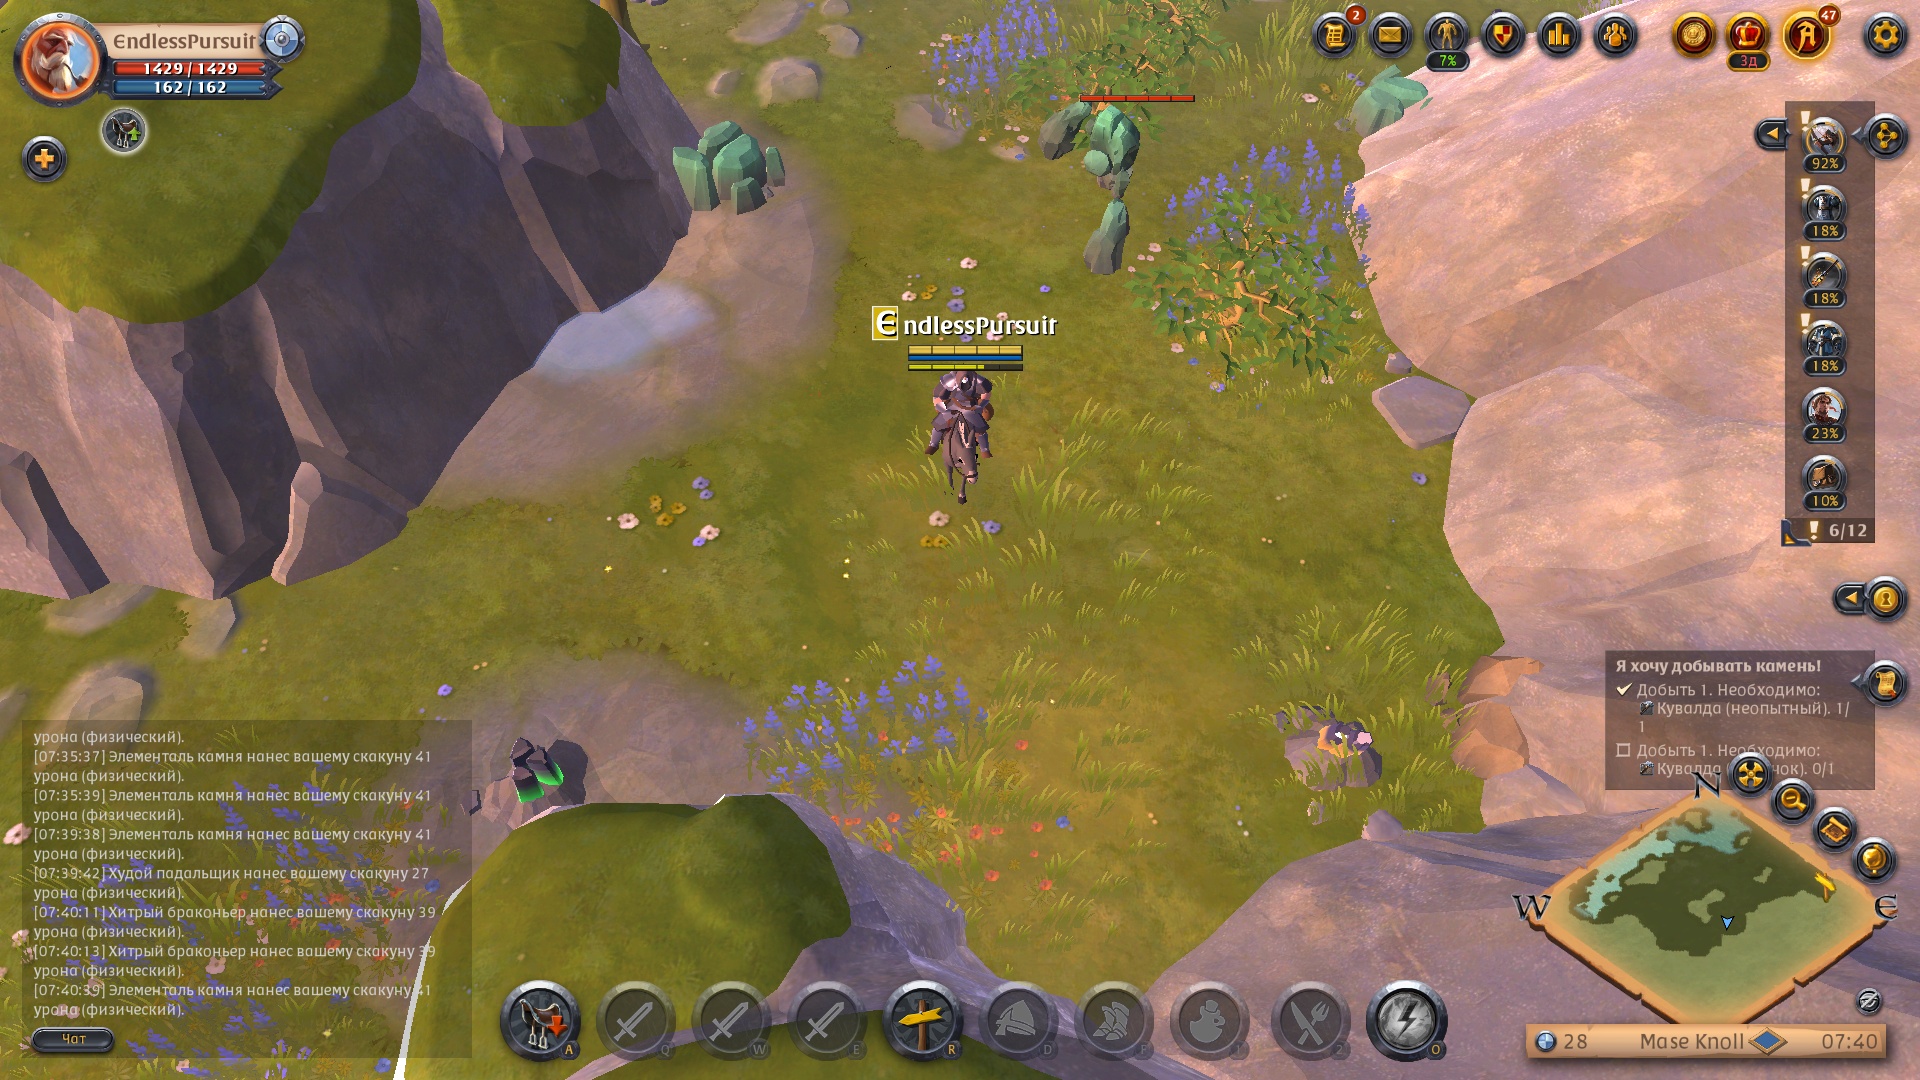 EndlessPursuit
1429 / 1429
162 / 162
2
47
7%
3д
92%
18%
18%
18%
23%
10%
6/12
EndlessPursuit
Я хочу добывать камень!
Добыть 1. Необходимо:
Кувалда (неопытный). 1/
1
Добыть 1. Необходимо:
Кувалда 0/1
урона (физический).
[07:35:37] Элементаль камня нанес вашему скакуну 41
урона (физический).
[07:35:39] Элементаль камня нанес вашему скакуну 41
урона (физический).
[07:39:38] Элементаль камня нанес вашему скакуну 41
урона (физический).
[07:39:42] Худой падальщик нанес вашему скакуну 27
урона (физический).
[07:40:11] Хитрый браконьер нанес вашему скакуну 39
урона (физический).
[07:40:13] Хитрый браконьер нанес вашему скакуну 39
урона (физический).
[07:40:39] Элементаль камня нанес вашему скакуну 41
урона (физический).
Чат
A
Q
W
E
R
D
F
2
O
N
W
E
28
Mase Knoll
07:40